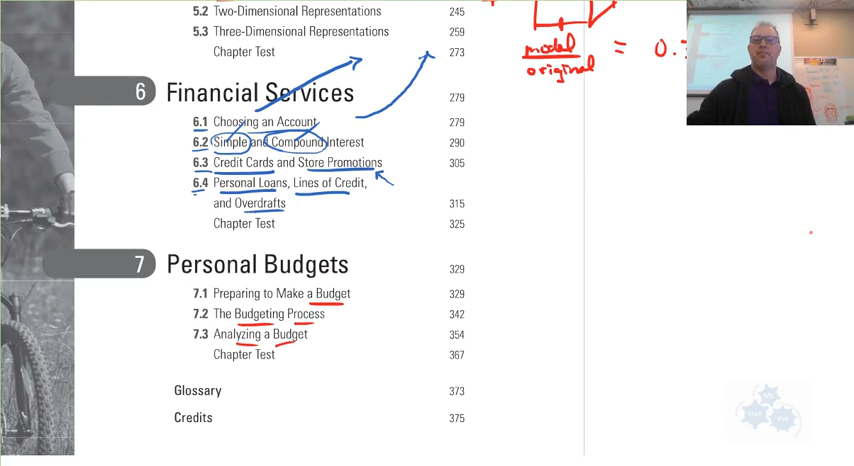 5.2 Two-Dimensional Representations 245
5.3 Three-Dimensional Representations 259
Chapter Test 273
model
original
= 0.
6 Financial Services 279
6.1 Choosing an Account 279
6.2 Simple and Compound Interest 290
6.3 Credit Cards and Store Promotions 305
6.4 Personal Loans, Lines of Credit,
and Overdrafts 315
Chapter Test 325
7 Personal Budgets 329
7.1 Preparing to Make a Budget 329
7.2 The Budgeting Process 342
7.3 Analyzing a Budget 354
Chapter Test 367
Glossary 373
Credits 375